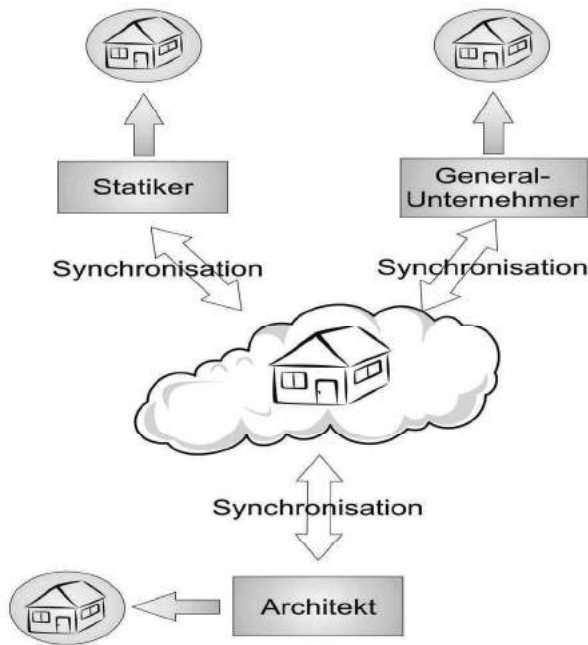 Statiker
General-
Unternehmer
Synchronisation
Synchronisation
Synchronisation
Architekt